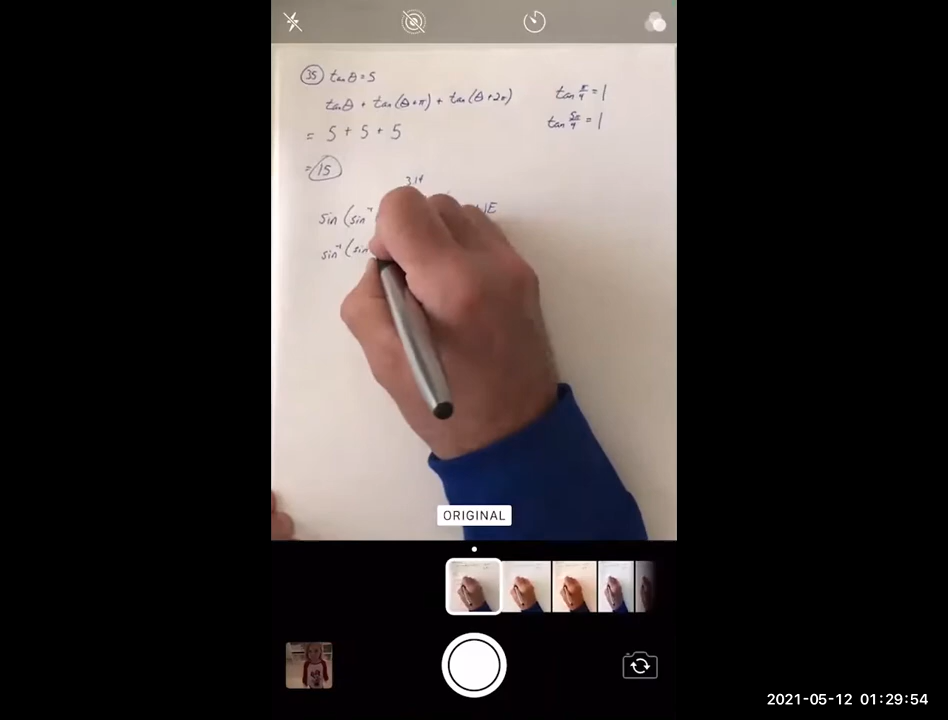 35 tan θ = 5
tan θ + tan (θ+π) + tan (θ+2π)
tan π/4 = 1
= 5 + 5 + 5
tan 5π/4 = 1
= 15
3.14
sin (sin⁻¹
sin⁻¹ (sin
ORIGINAL
2021-05-12 01:29:54